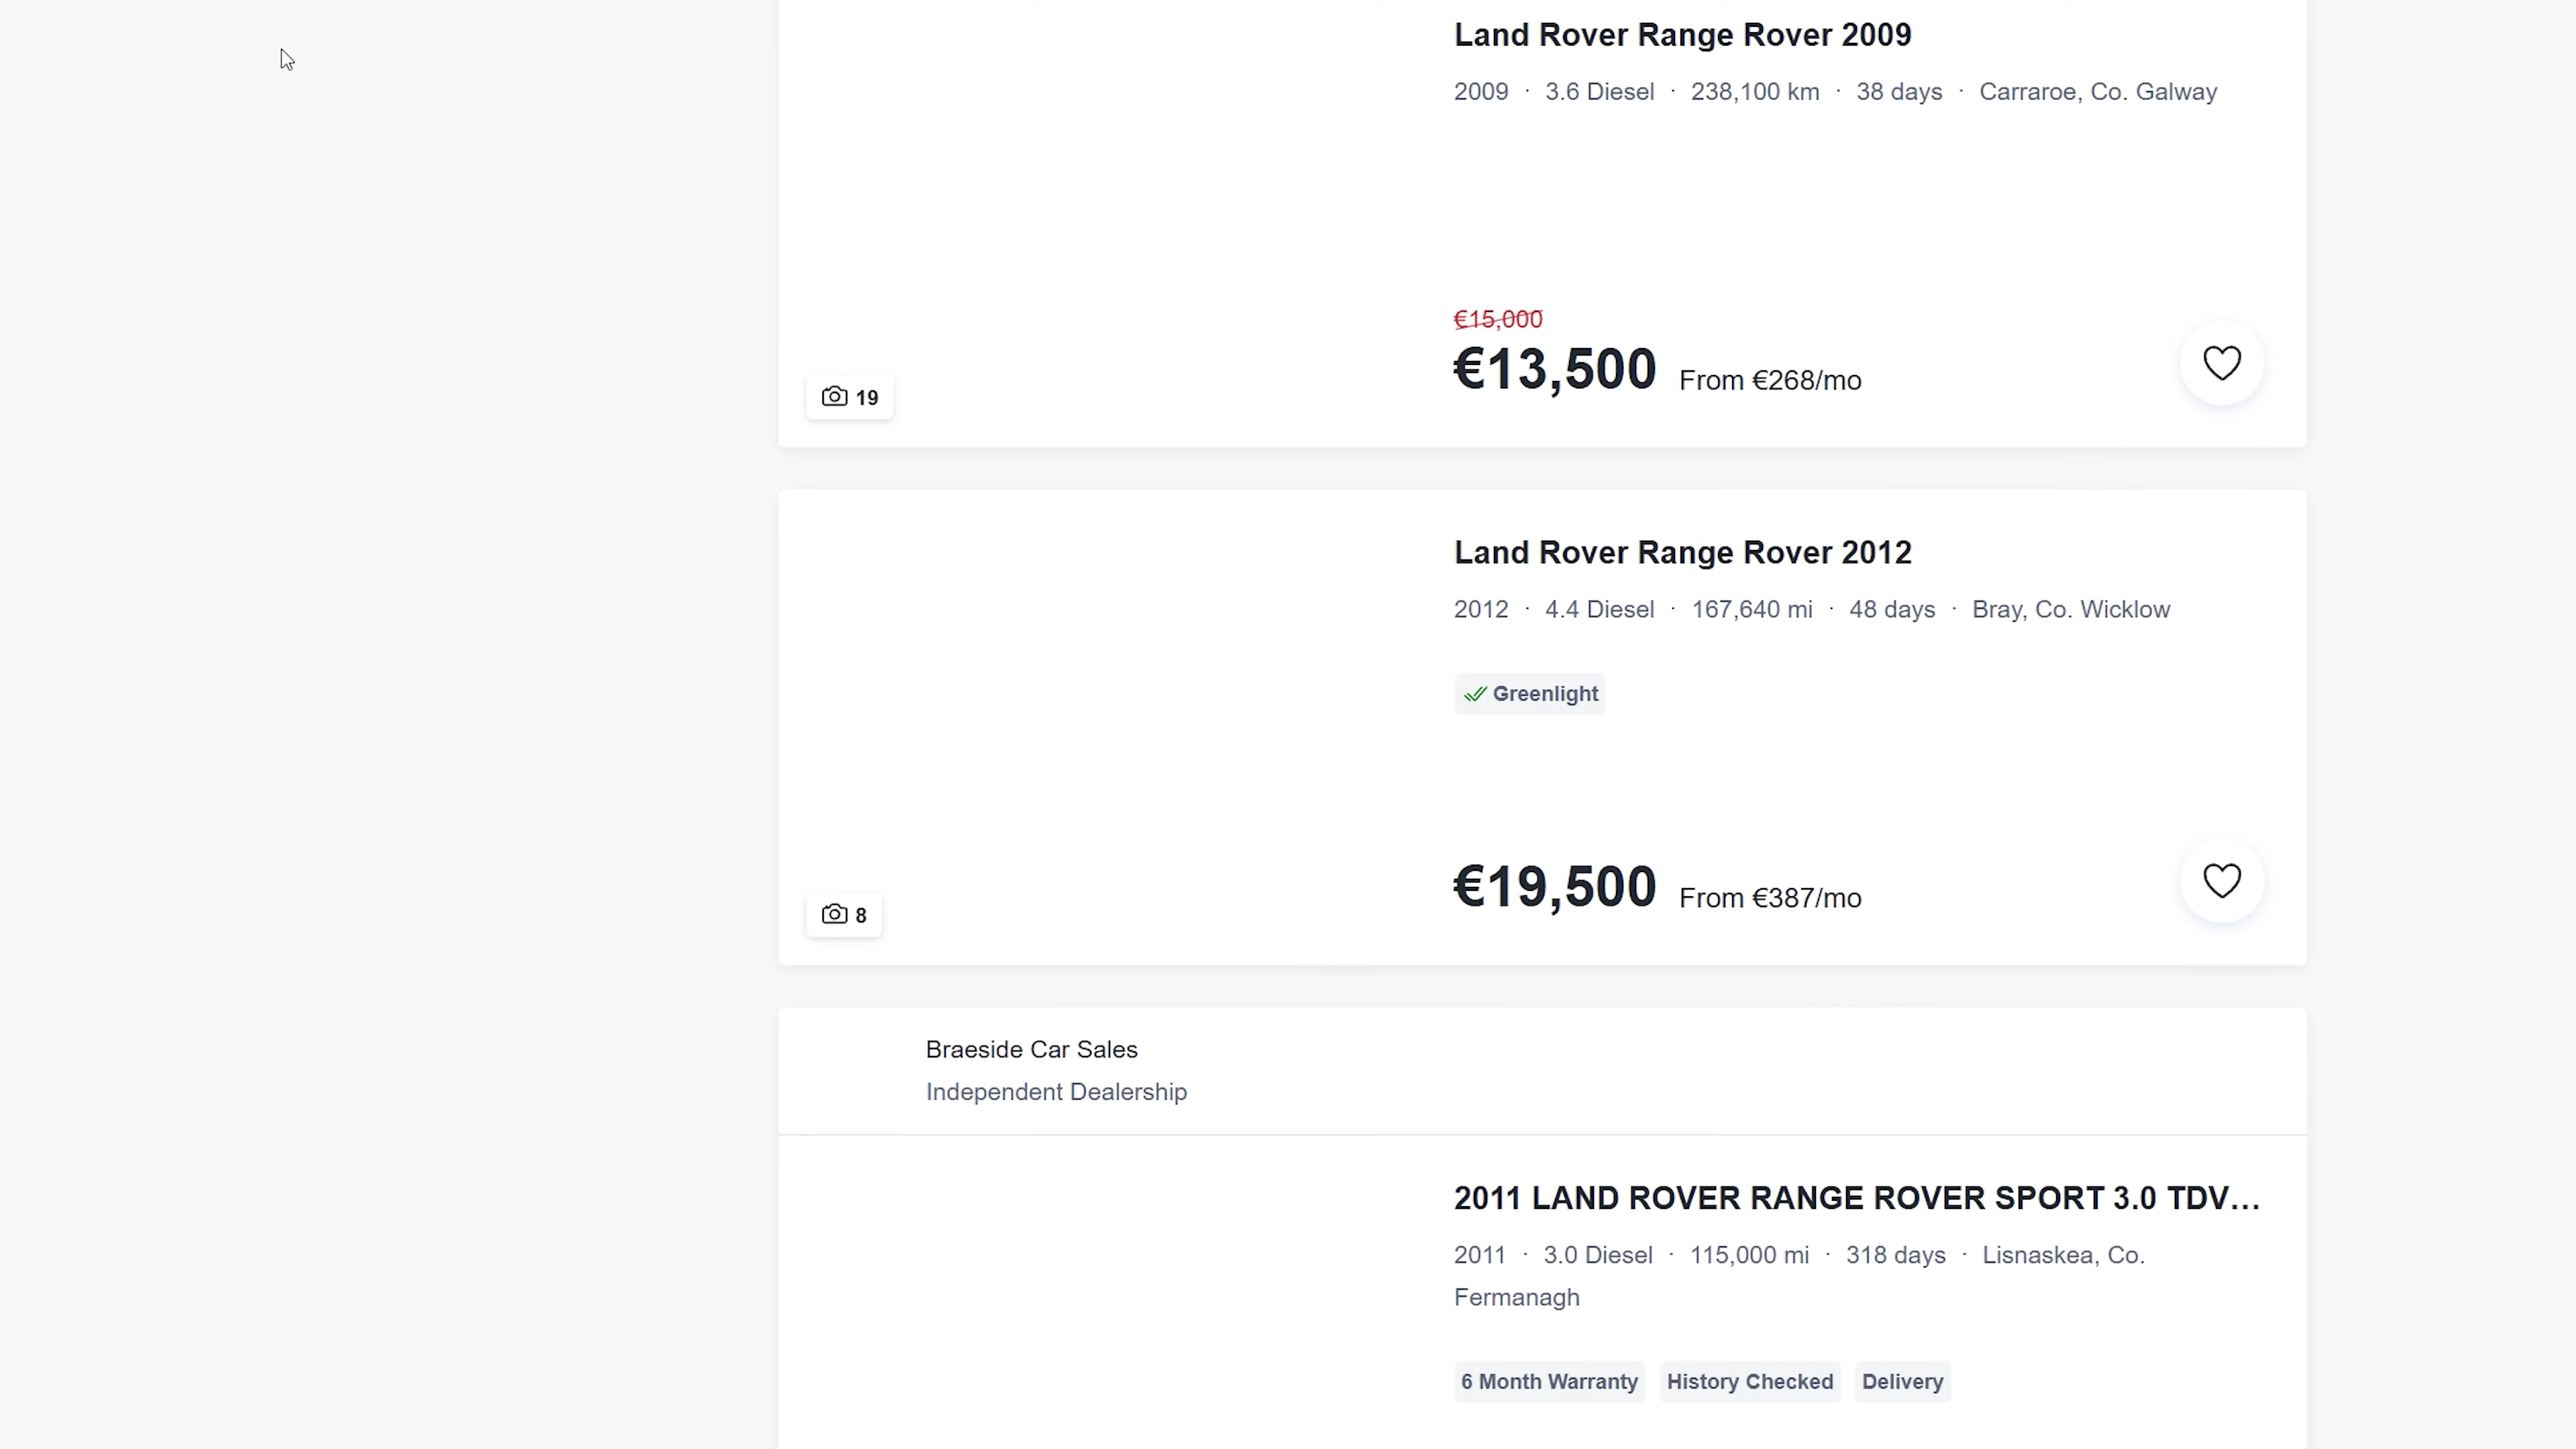 Land Rover Range Rover 2009
2009 · 3.6 Diesel · 238,100 km · 38 days · Carraroe, Co. Galway
€15,000
€13,500 From €268/mo
19
Land Rover Range Rover 2012
2012 · 4.4 Diesel · 167,640 mi · 48 days · Bray, Co. Wicklow
Greenlight
€19,500 From €387/mo
8
Braeside Car Sales
Independent Dealership
2011 LAND ROVER RANGE ROVER SPORT 3.0 TDV...
2011 · 3.0 Diesel · 115,000 mi · 318 days · Lisnaskea, Co.
Fermanagh
6 Month Warranty History Checked Delivery